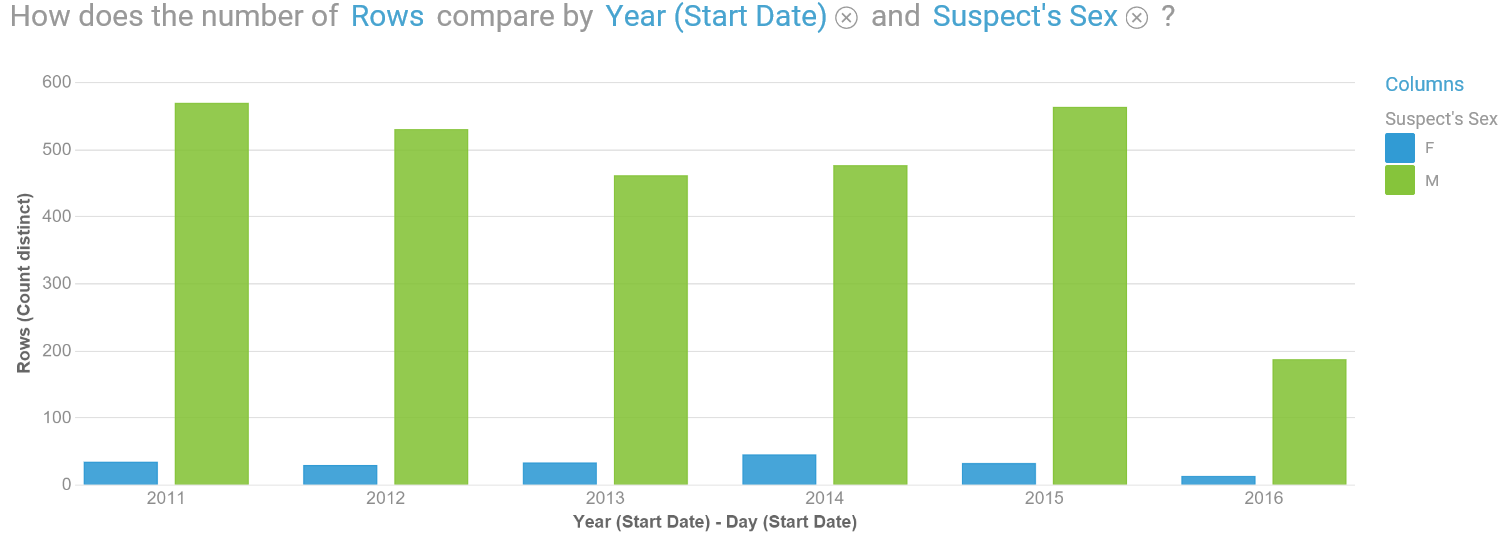 How does the number of Rows compare by Year (Start Date) and Suspect's Sex ?
600
500
400
300
200
100
0
Rows (Count distinct)
2011 2012 2013 2014 2015 2016
Year (Start Date) - Day (Start Date)
Columns
Suspect's Sex
F
M